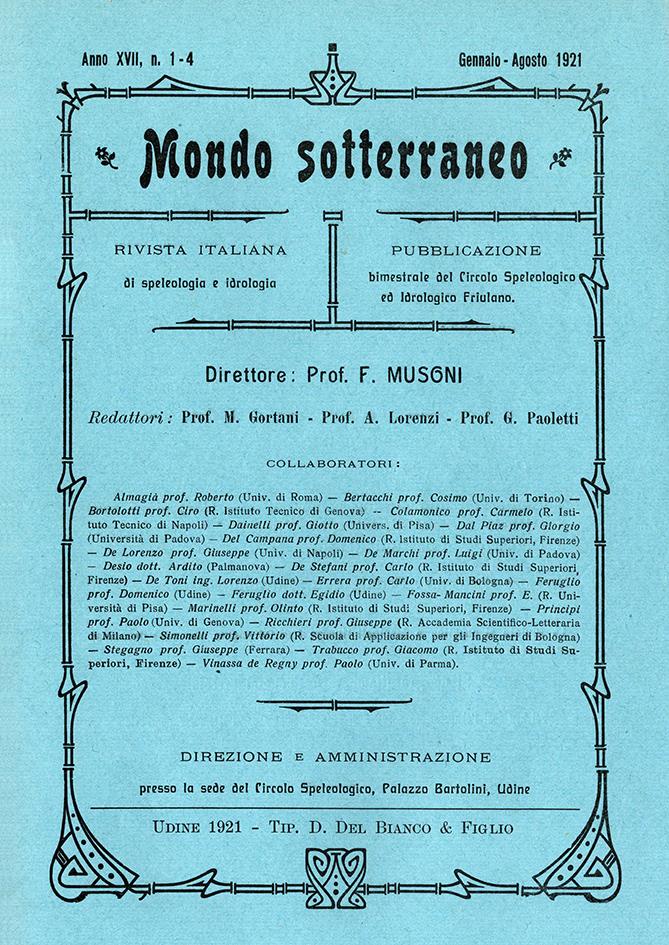 Anno XVII, n. 1-4
Gennaio - Agosto 1921
Mondo sotterraneo
RIVISTA ITALIANA
di speleologia e idrologia
PUBBLICAZIONE
bimestrale del Circolo Speleologico
ed Idrologico Friulano.
Direttore: Prof. F. MUSONI
Redattori: Prof. M. Gortani - Prof. A. Lorenzi - Prof. G. Paoletti
COLLABORATORI:
Almagià prof. Roberto (Univ. di Roma) — Bertacchi prof. Cosimo (Univ. di Torino) —
Bortolotti prof. Ciro (R. Istituto Tecnico di Genova) -- Colamonico prof. Carmelo (R. Isti-
tuto Tecnico di Napoli) — Dainelli prof. Giotto (Univers. di Pisa) — Dal Piaz prof. Giorgio
(Università di Padova) — Del Campana prof. Domenico (R. Istituto di Studi Superiori, Firenze)
— De Lorenzo prof. Giuseppe (Univ. di Napoli) — De Marchi prof. Luigi (Univ. di Padova)
— Desio dott. Ardito (Palmanova) — De Stefani prof. Carlo (R. Istituto di Studi Superiori,
Firenze) — De Toni ing. Lorenzo (Udine) — Errera prof. Carlo (Univ. di Bologna) — Feruglio
prof. Domenico (Udine) — Feruglio dott. Egidio (Udine) — Fossa-Mancini prof. E. (R. Uni-
versità di Pisa) — Marinelli prof. Olinto (R. Istituto di Studi Superiori, Firenze) — Principi
prof. Paolo (Univ. di Genova) — Ricchieri prof. Giuseppe (R. Accademia Scientifico-Letteraria
di Milano) — Simonelli prof. Vittorio (R. Scuola di Applicazione per gli Ingegneri di Bologna)
— Stegagno prof. Giuseppe (Ferrara) — Trabucco prof. Giacomo (R. Istituto di Studi Su-
periori, Firenze) — Vinassa de Regny prof. Paolo (Univ. di Parma).
DIREZIONE E AMMINISTRAZIONE
presso la sede del Circolo Speleologico, Palazzo Bartolini, Udine
UDINE 1921 - TIP. D. DEL BIANCO & FIGLIO